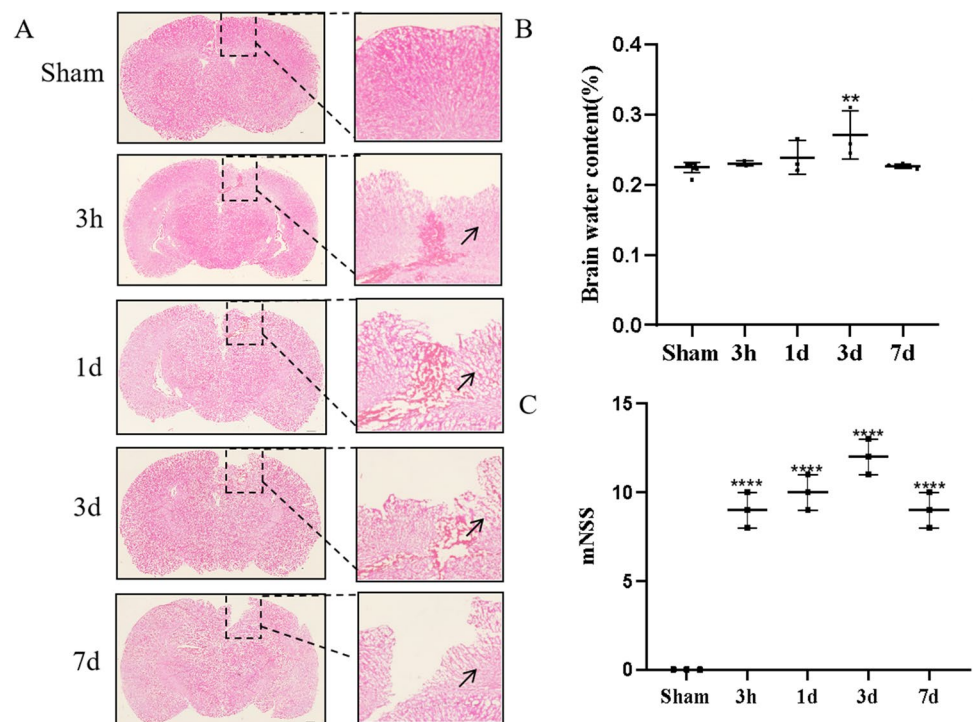 A
Sham
3h
1d
3d
7d
B
Brain water content(%)
0.4
0.3
0.2
0.1
0.0
**
Sham 3h 1d 3d 7d
C
mNSS
15
10
5
0
****
****
****
****
Sham 3h 1d 3d 7d